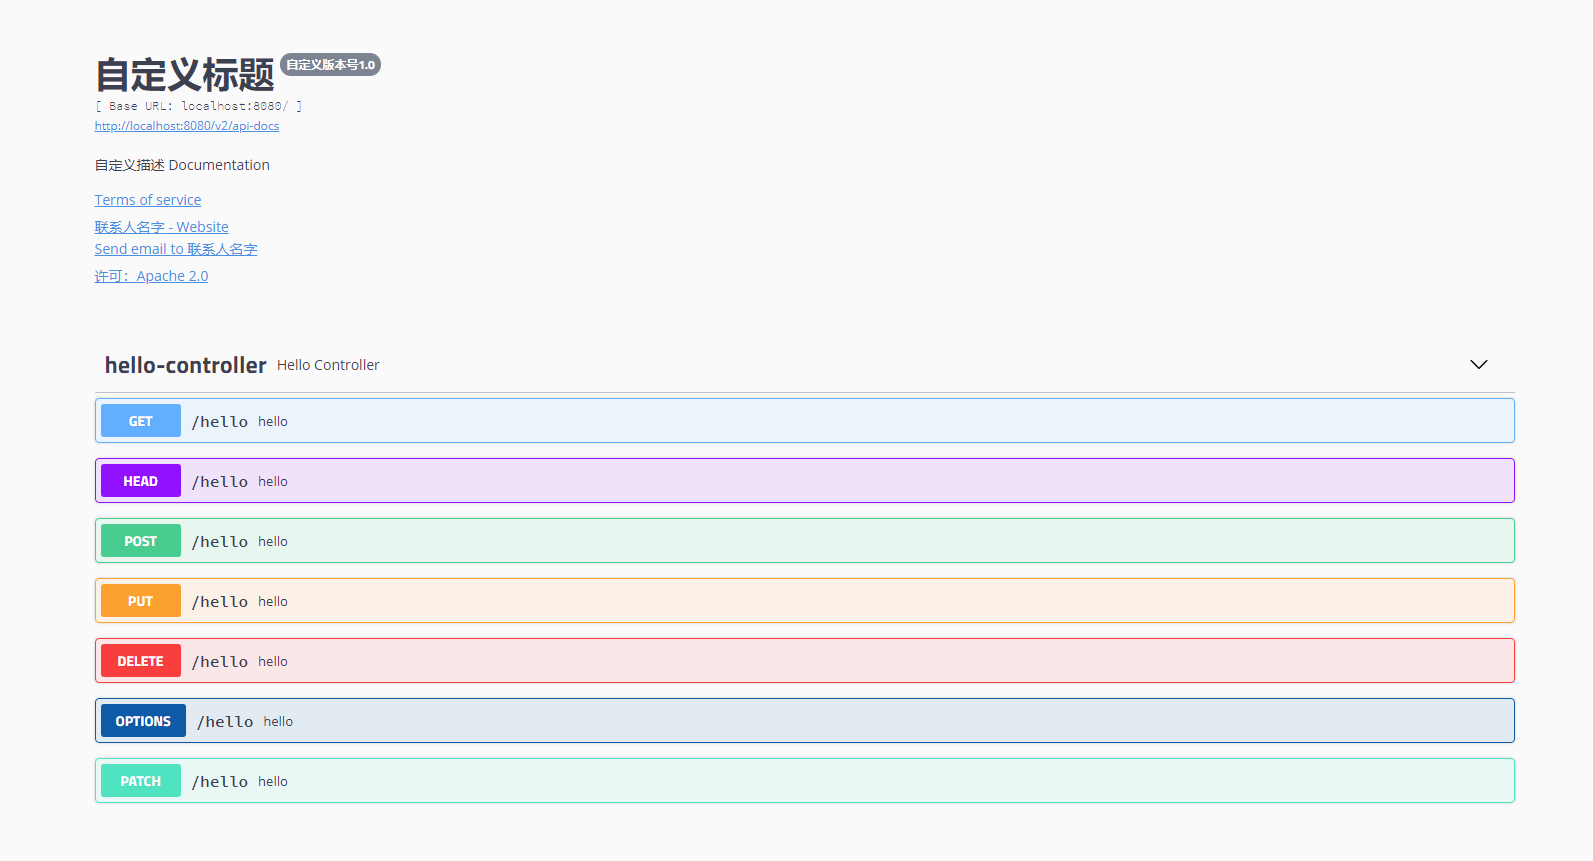 自定义标题 自定义版本号1.0
[ Base URL: localhost:8080/ ]
http://localhost:8080/v2/api-docs
自定义描述 Documentation
Terms of service
联系人名字 - Website
Send email to 联系人名字
许可：Apache 2.0
hello-controller Hello Controller
GET /hello hello
HEAD /hello hello
POST /hello hello
PUT /hello hello
DELETE /hello hello
OPTIONS /hello hello
PATCH /hello hello